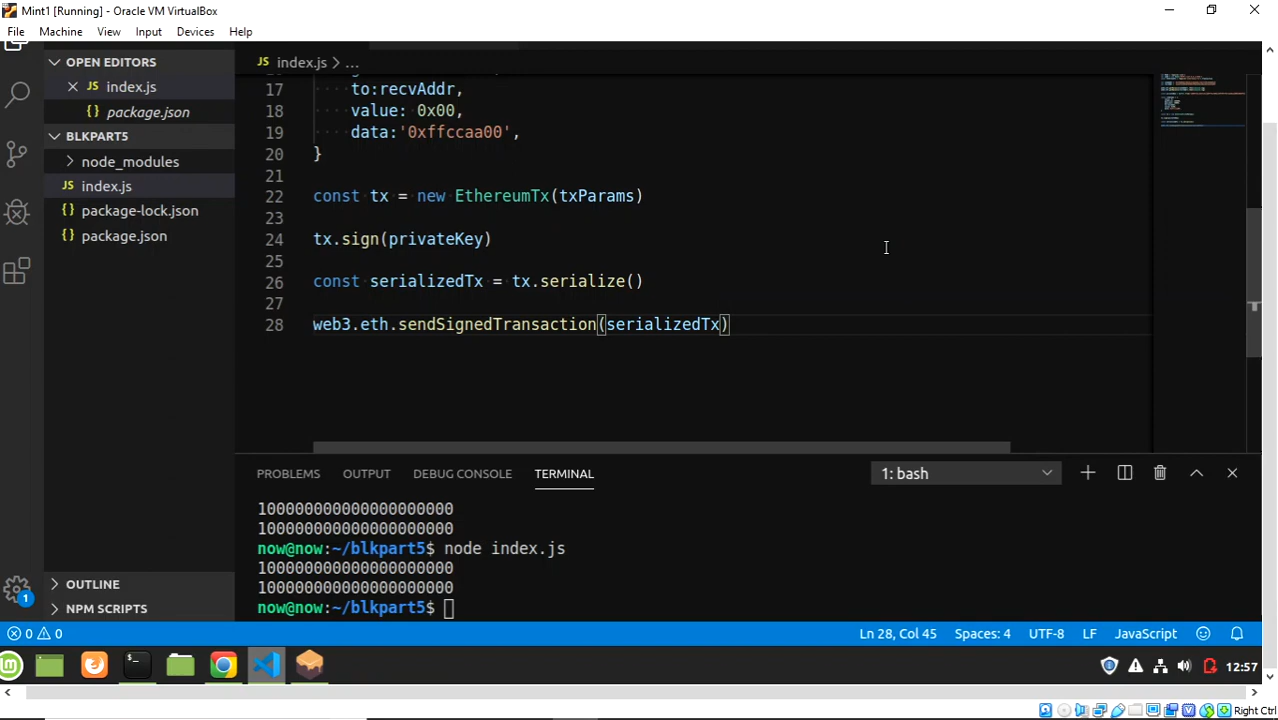 Mint1 [Running] - Oracle VM VirtualBox
File Machine View Input Devices Help
OPEN EDITORS
JS index.js
{} package.json
BLKPART5
node_modules
JS index.js
{} package-lock.json
{} package.json
OUTLINE
NPM SCRIPTS
JS index.js > ...
17 to:recvAddr,
18 value: 0x00,
19 data:'0xffccaa00',
20 }
21
22 const tx = new EthereumTx(txParams)
23
24 tx.sign(privateKey)
25
26 const serializedTx = tx.serialize()
27
28 web3.eth.sendSignedTransaction(serializedTx)
PROBLEMS OUTPUT DEBUG CONSOLE TERMINAL 1: bash
100000000000000000000
100000000000000000000
now@now:~/blkpart5$ node index.js
100000000000000000000
100000000000000000000
now@now:~/blkpart5$
1
0 0 Ln 28, Col 45 Spaces: 4 UTF-8 LF JavaScript
12:57
Right Ctrl